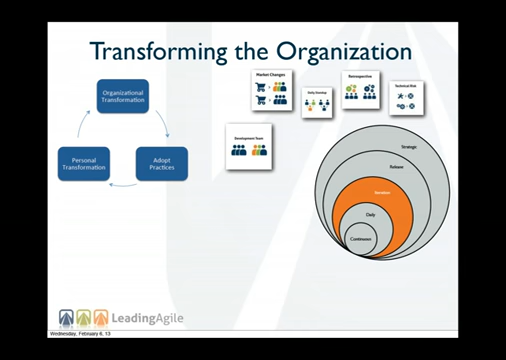 Transforming the Organization
Organizational
Transformation
Personal
Transformation
Adopt
Practices
Market Changes
Daily Standup
Retrospective
Technical Risk
Development Team
Strategic
Release
Iteration
Daily
Continuous
LeadingAgile
Wednesday, February 6, 13